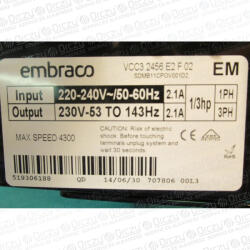 embraco
VCC3 2456 E2 F 02
SDMB11CPOV001D2
EM
Input 220-240V~/50-60Hz 2.1A 1PH
Output 230V-53 TO 143Hz 2.1A 3PH
1/3hp
MAX SPEED 4300
CAUTION: Risk of electric
shock. Before touching
terminals unplug system and
wait 30 seconds.
519306188 14/06/30 707806 00L3